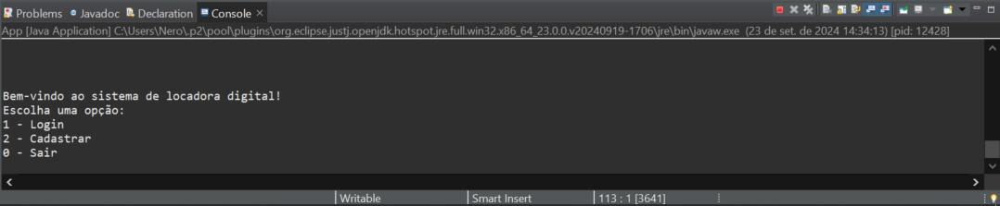 Problems Javadoc Declaration Console
App [Java Application] C:\Users\Nero\.p2\pool\plugins\org.eclipse.justj.openjdk.hotspot.jre.full.win32.x86_64_23.0.0.v20240919-1706\jre\bin\javaw.exe (23 de set. de 2024 14:34:13) [pid: 12428]
Bem-vindo ao sistema de locadora digital!
Escolha uma opção:
1 - Login
2 - Cadastrar
0 - Sair
Writable Smart Insert 113 : 1 [3641]